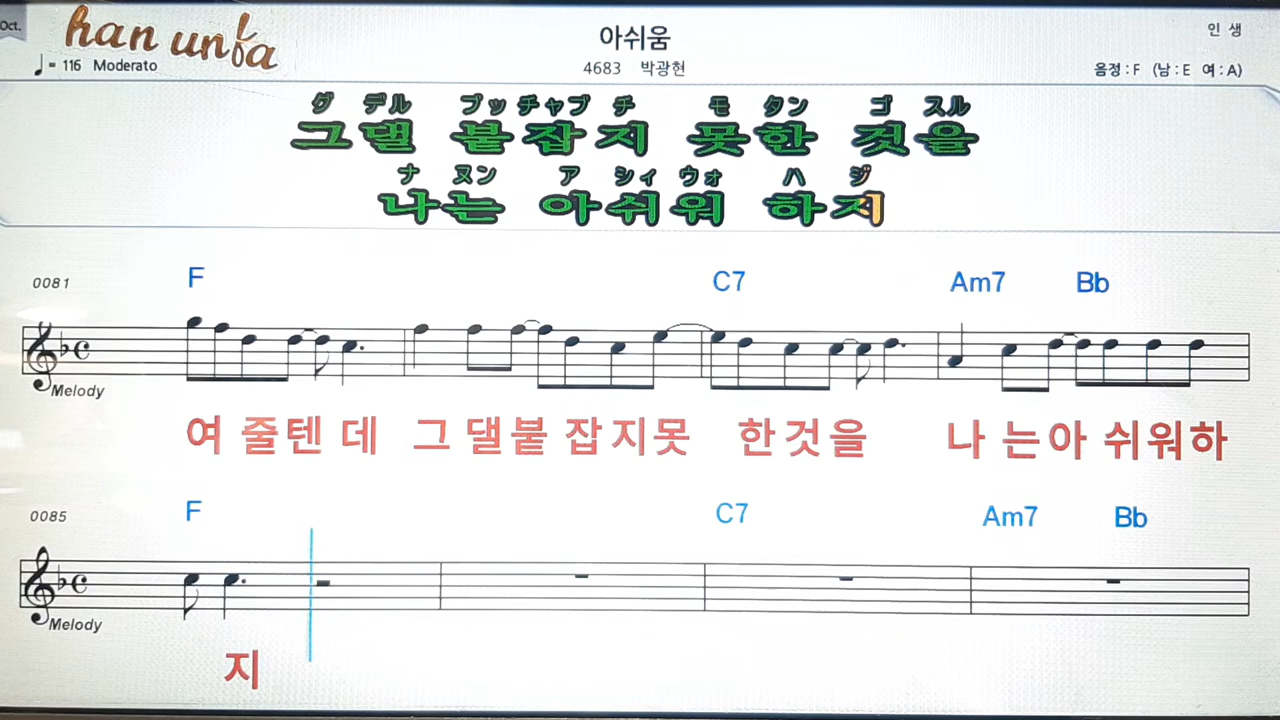 Oct.
han unfa
아쉬움
인 생
♩= 116 Moderato
4683 박광현
음정 : F (남 : E 여 : A)
グ デル ブッ チャブ チ モ タン ゴ スル
그댈 붙잡지 못한 것을
ナ ヌン ア シィ ウォ ハ ジ
나는 아쉬워 하지
0081
F C7 Am7 Bb
Melody
여 줄텐 데 그 댈붙 잡지못 한것을 나 는아 쉬워하
0085
F C7 Am7 Bb
Melody
지